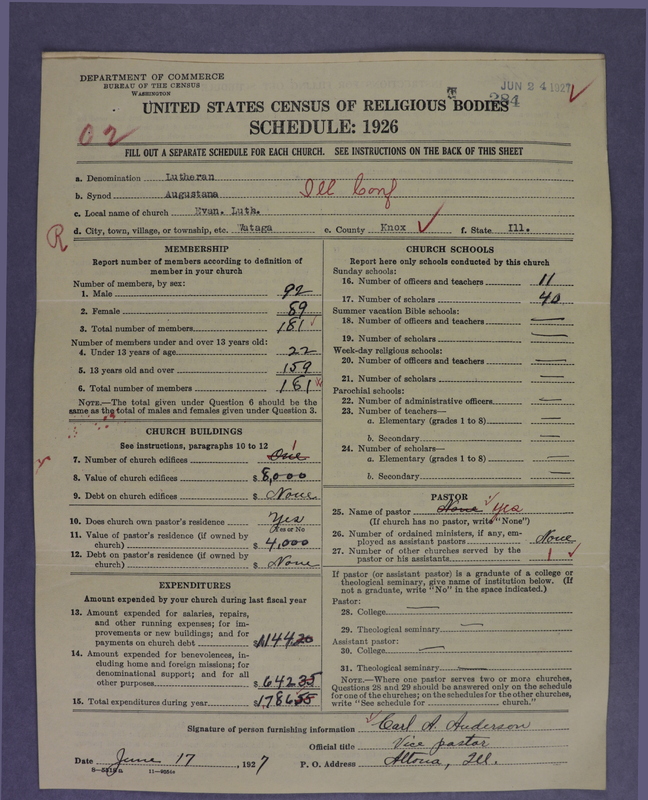 DEPARTMENT OF COMMERCE
BUREAU OF THE CENSUS
WASHINGTON
JUN 24 1927
284
UNITED STATES CENSUS OF RELIGIOUS BODIES
SCHEDULE: 1926
02
FILL OUT A SEPARATE SCHEDULE FOR EACH CHURCH. SEE INSTRUCTIONS ON THE BACK OF THIS SHEET
a. Denomination Lutheran
b. Synod Augustana Ill Conf
c. Local name of church Evan. Luth.
d. City, town, village, or township, etc. Wataga e. County Knox f. State Ill.
R
MEMBERSHIP
Report number of members according to definition of
member in your church
Number of members, by sex:
1. Male 92
2. Female 89
3. Total number of members 181
Number of members under and over 13 years old:
4. Under 13 years of age 22
5. 13 years old and over 159
6. Total number of members 181
NOTE.—The total given under Question 6 should be the
same as the total of males and females given under Question 3.
CHURCH BUILDINGS
See instructions, paragraphs 10 to 12
7. Number of church edifices One 1
8. Value of church edifices $ 8,000
9. Debt on church edifices $ None
10. Does church own pastor's residence Yes
Yes or No
11. Value of pastor's residence (if owned by
church) $ 4,000
12. Debt on pastor's residence (if owned by
church) $ None
EXPENDITURES
Amount expended by your church during last fiscal year
13. Amount expended for salaries, repairs,
and other running expenses; for im-
provements or new buildings; and for
payments on church debt $ 1144.20
14. Amount expended for benevolences, in-
cluding home and foreign missions; for
denominational support; and for all
other purposes $ 642.35
15. Total expenditures during year $ 1786.55
CHURCH SCHOOLS
Report here only schools conducted by this church
Sunday schools:
16. Number of officers and teachers 11
17. Number of scholars 40
Summer vacation Bible schools:
18. Number of officers and teachers —
19. Number of scholars —
Week-day religious schools:
20. Number of officers and teachers —
21. Number of scholars —
Parochial schools:
22. Number of administrative officers —
23. Number of teachers—
a. Elementary (grades 1 to 8) —
b. Secondary —
24. Number of scholars—
a. Elementary (grades 1 to 8) —
b. Secondary —
PASTOR
25. Name of pastor None yes
(If church has no pastor, write "None")
26. Number of ordained ministers, if any, em-
ployed as assistant pastors None
27. Number of other churches served by the
pastor or his assistants 1
If pastor (or assistant pastor) is a graduate of a college or
theological seminary, give name of institution below. (If
not a graduate, write "No" in the space indicated.)
Pastor:
28. College —
29. Theological seminary —
Assistant pastor:
30. College —
31. Theological seminary —
NOTE.—Where one pastor serves two or more churches,
Questions 28 and 29 should be answered only on the schedule
for one of the churches; on the schedules for the other churches,
write "See schedule for church."
Signature of person furnishing information Carl A. Anderson
Official title Vice pastor
Date June 17, 1927 P. O. Address Altona, Ill.
11—9554